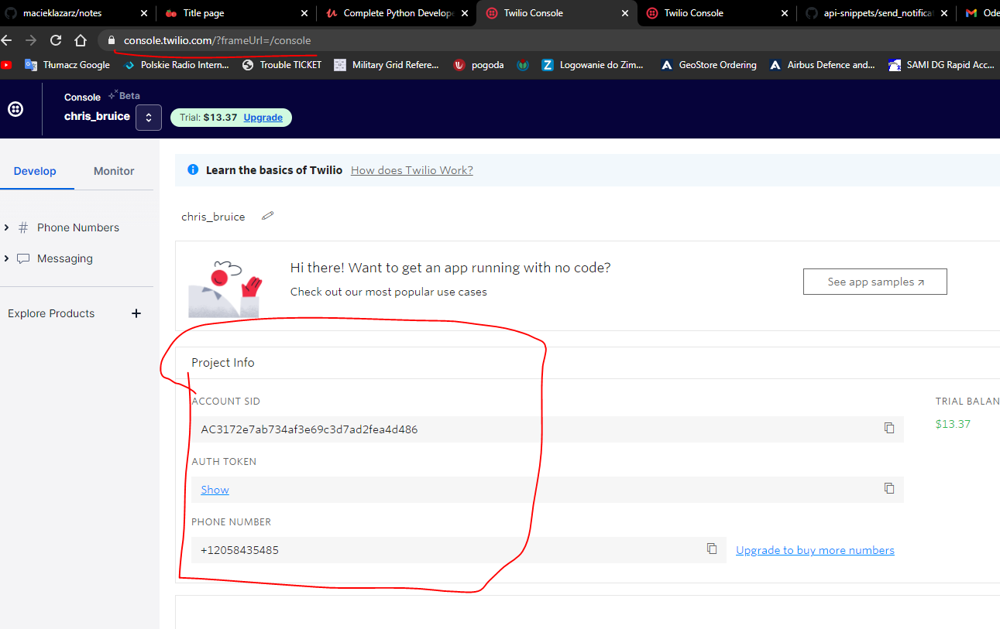 macieklazarz/notes
Title page
Complete Python Develope
Twilio Console
Twilio Console
api-snippets/send_notifica
Ode
console.twilio.com/?frameUrl=/console
Tłumacz Google
Polskie Radio Intern...
Trouble TICKET
Military Grid Refere...
pogoda
Logowanie do Zim...
GeoStore Ordering
Airbus Defence and...
SAMI DG Rapid Acc...
Console Beta
chris_bruice
Trial: $13.37 Upgrade
Develop
Monitor
Learn the basics of Twilio How does Twilio Work?
Phone Numbers
Messaging
Explore Products +
chris_bruice
Hi there! Want to get an app running with no code?
Check out our most popular use cases
See app samples
Project Info
ACCOUNT SID
AC3172e7ab734af3e69c3d7ad2fea4d486
TRIAL BALAN
$13.37
AUTH TOKEN
Show
PHONE NUMBER
+12058435485
Upgrade to buy more numbers